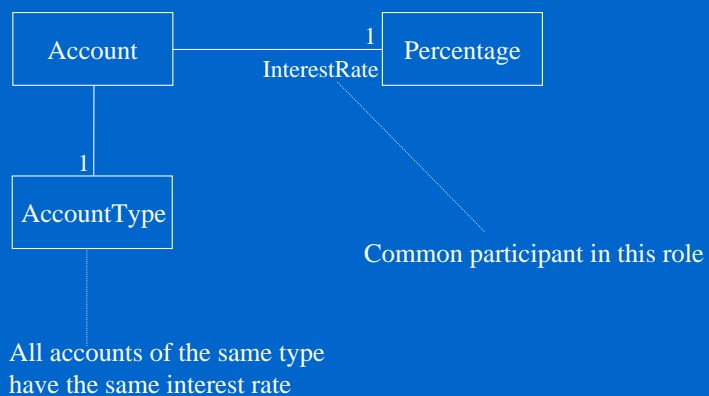 Account
1
Percentage
InterestRate
1
AccountType
Common participant in this role
All accounts of the same type
have the same interest rate